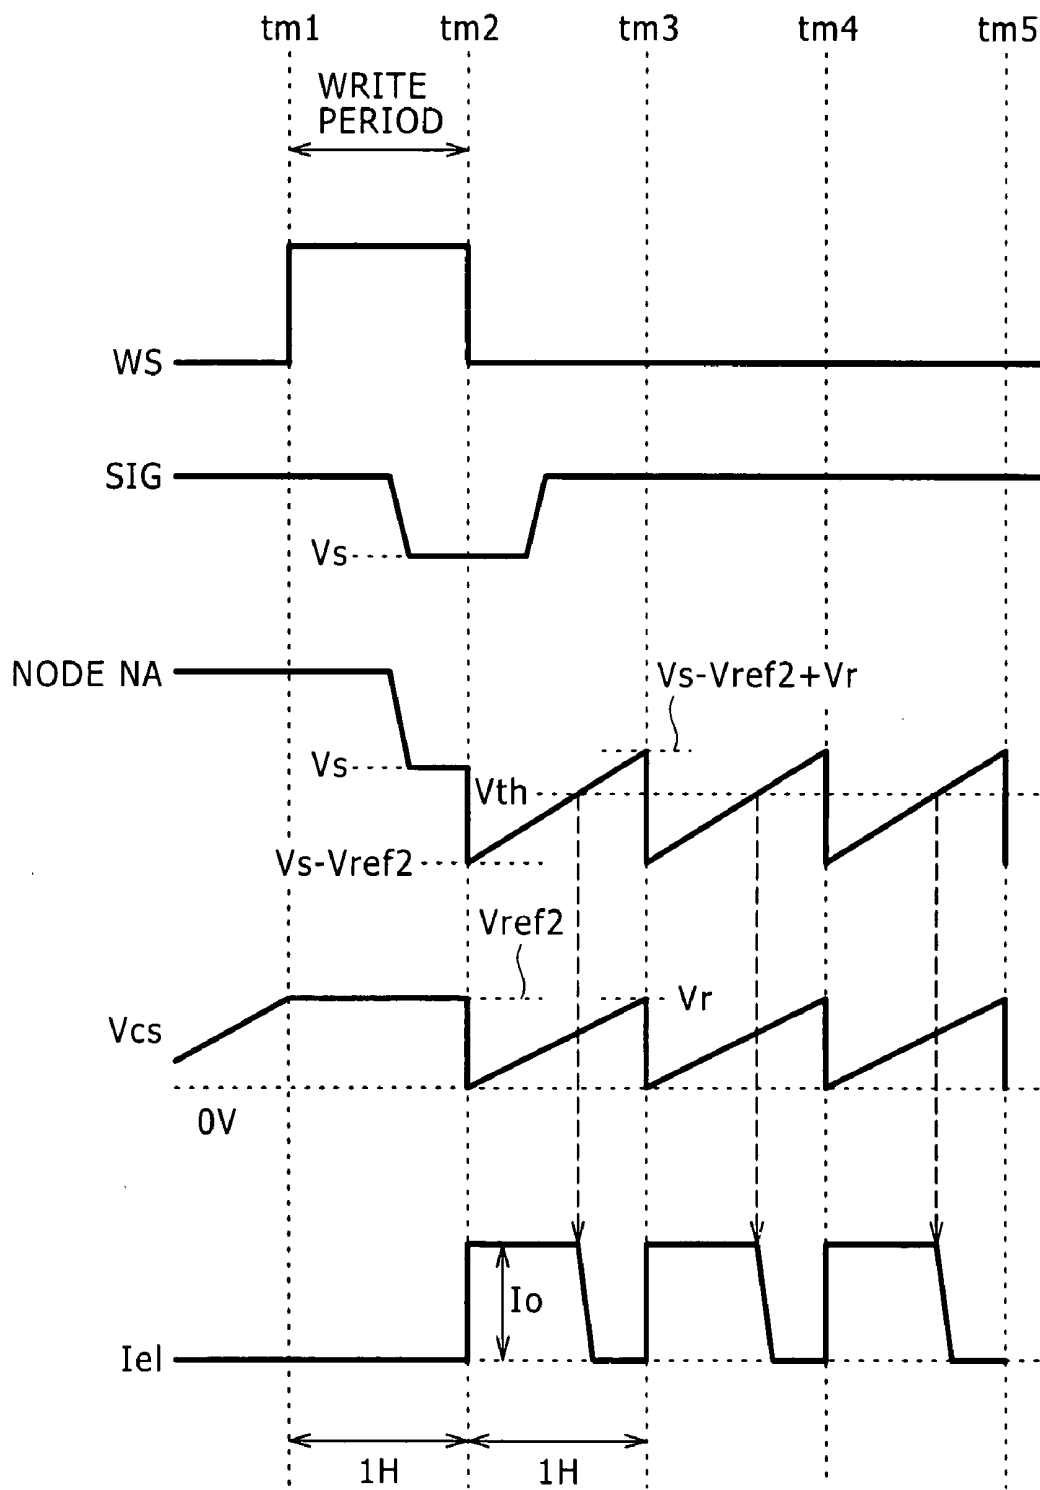 tm1 tm2 tm3 tm4 tm5
WRITE
PERIOD
WS
SIG
Vs
NODE NA
Vs-Vref2+Vr
Vs
Vth
Vs-Vref2
Vref2
Vr
Vcs
0V
Io
Iel
1H 1H